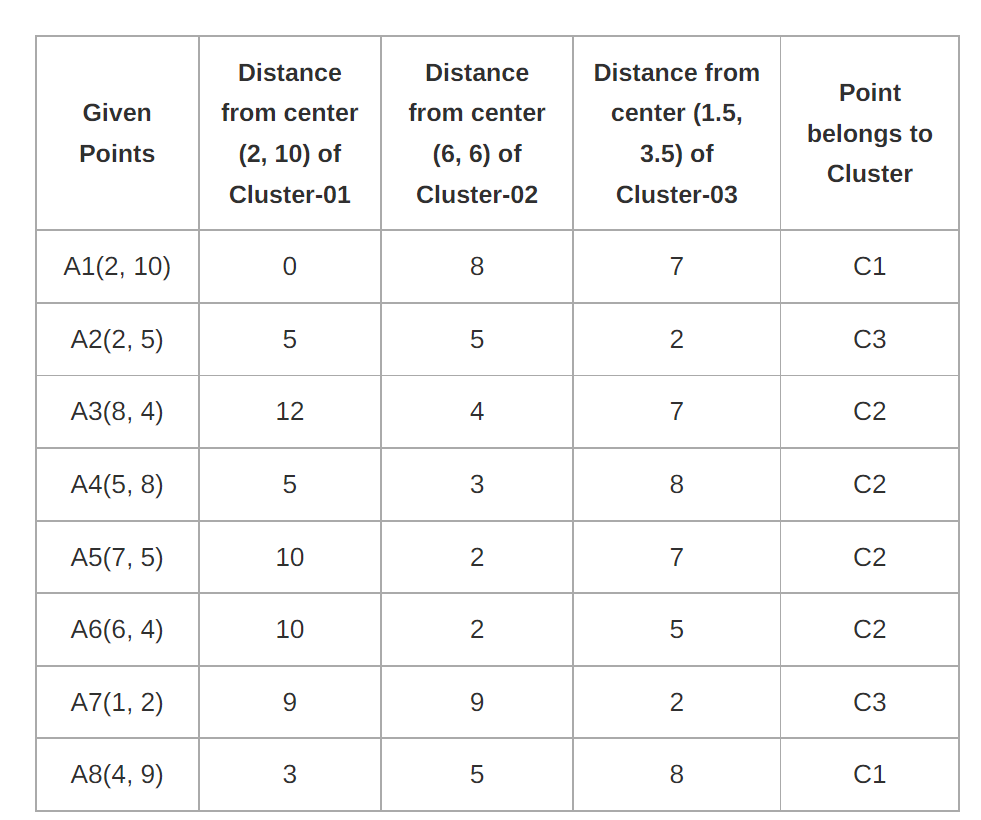 Given
Points
Distance
from center
(2, 10) of
Cluster-01
Distance
from center
(6, 6) of
Cluster-02
Distance from
center (1.5,
3.5) of
Cluster-03
Point
belongs to
Cluster
A1(2, 10) 0 8 7 C1
A2(2, 5) 5 5 2 C3
A3(8, 4) 12 4 7 C2
A4(5, 8) 5 3 8 C2
A5(7, 5) 10 2 7 C2
A6(6, 4) 10 2 5 C2
A7(1, 2) 9 9 2 C3
A8(4, 9) 3 5 8 C1